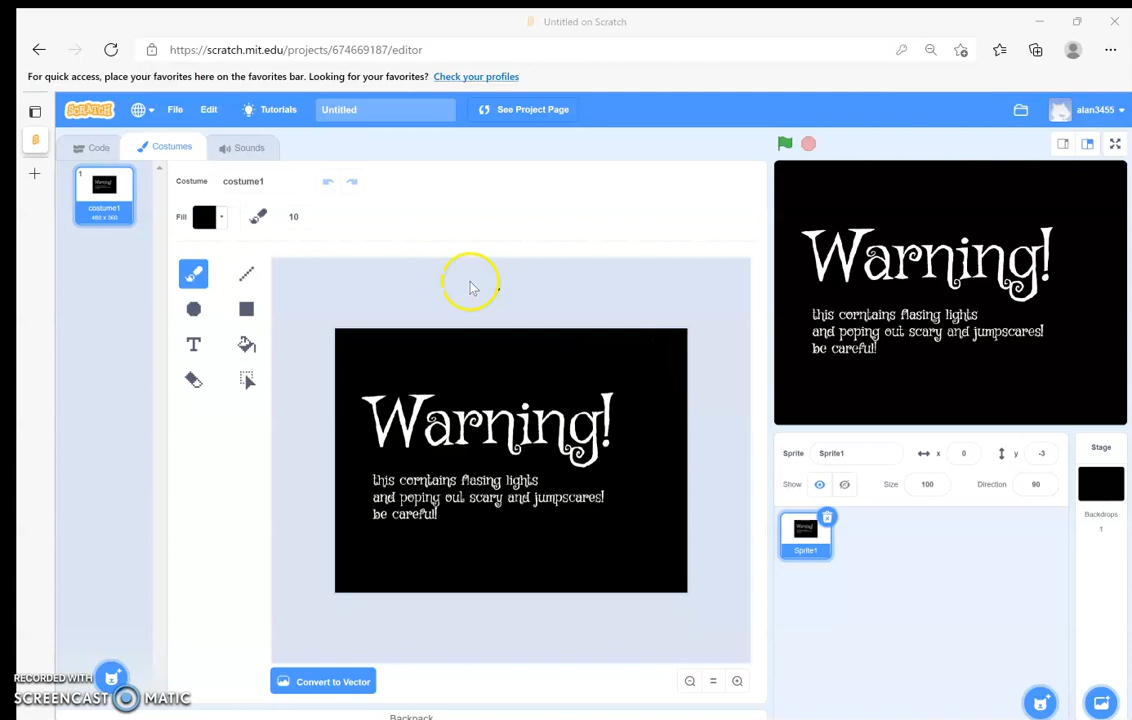 Untitled on Scratch
https://scratch.mit.edu/projects/674669187/editor
For quick access, place your favorites here on the favorites bar. Looking for your favorites? Check your profiles
SCRATCH File Edit Tutorials Untitled See Project Page alan3455
Code Costumes Sounds
1
Warning!
costume1
480 x 360
Costume costume1
Fill 10
T
Warning!
this corntains flasing lights
and poping out scary and jumpscares!
be careful!
Convert to Vector
Warning!
this corntains flasing lights
and poping out scary and jumpscares!
be careful!
Sprite Sprite1 x 0 y -3
Show Size 100 Direction 90
Sprite1
Stage
Backdrops
1
Backpack
RECORDED WITH
SCREENCAST MATIC